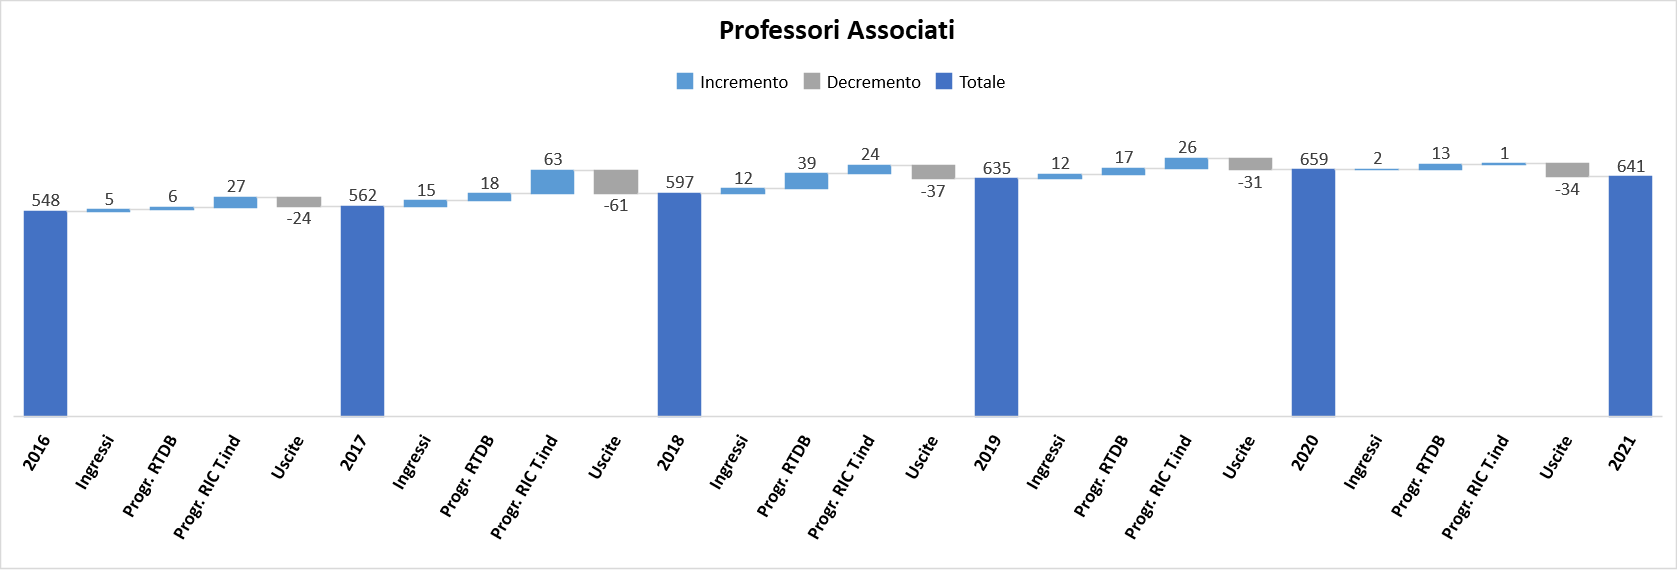 Professori Associati
Incremento Decremento Totale
548 5 6 27 -24 562 15 18 63 -61 597 12 39 24 -37 635 12 17 26 -31 659 2 13 1 -34 641
2016 Ingressi Progr. RTDB Progr. RIC T.ind Uscite 2017 Ingressi Progr. RTDB Progr. RIC T.ind Uscite 2018 Ingressi Progr. RTDB Progr. RIC T.ind Uscite 2019 Ingressi Progr. RTDB Progr. RIC T.ind Uscite 2020 Ingressi Progr. RTDB Progr. RIC T.ind Uscite 2021